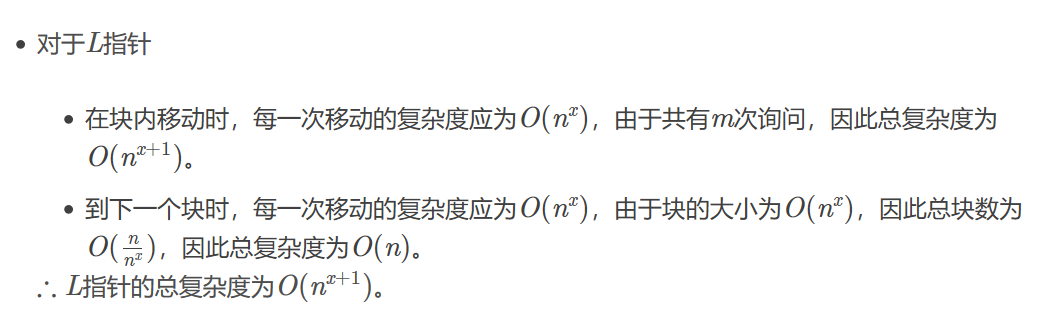 • 对于L指针
• 在块内移动时，每一次移动的复杂度应为O(n^x)，由于共有m次询问，因此总复杂度为
O(n^{x+1})。
• 到下一个块时，每一次移动的复杂度应为O(n^x)，由于块的大小为O(n^x)，因此总块数为
O(\frac{n}{n^x})，因此总复杂度为O(n)。
∴ L指针的总复杂度为O(n^{x+1})。